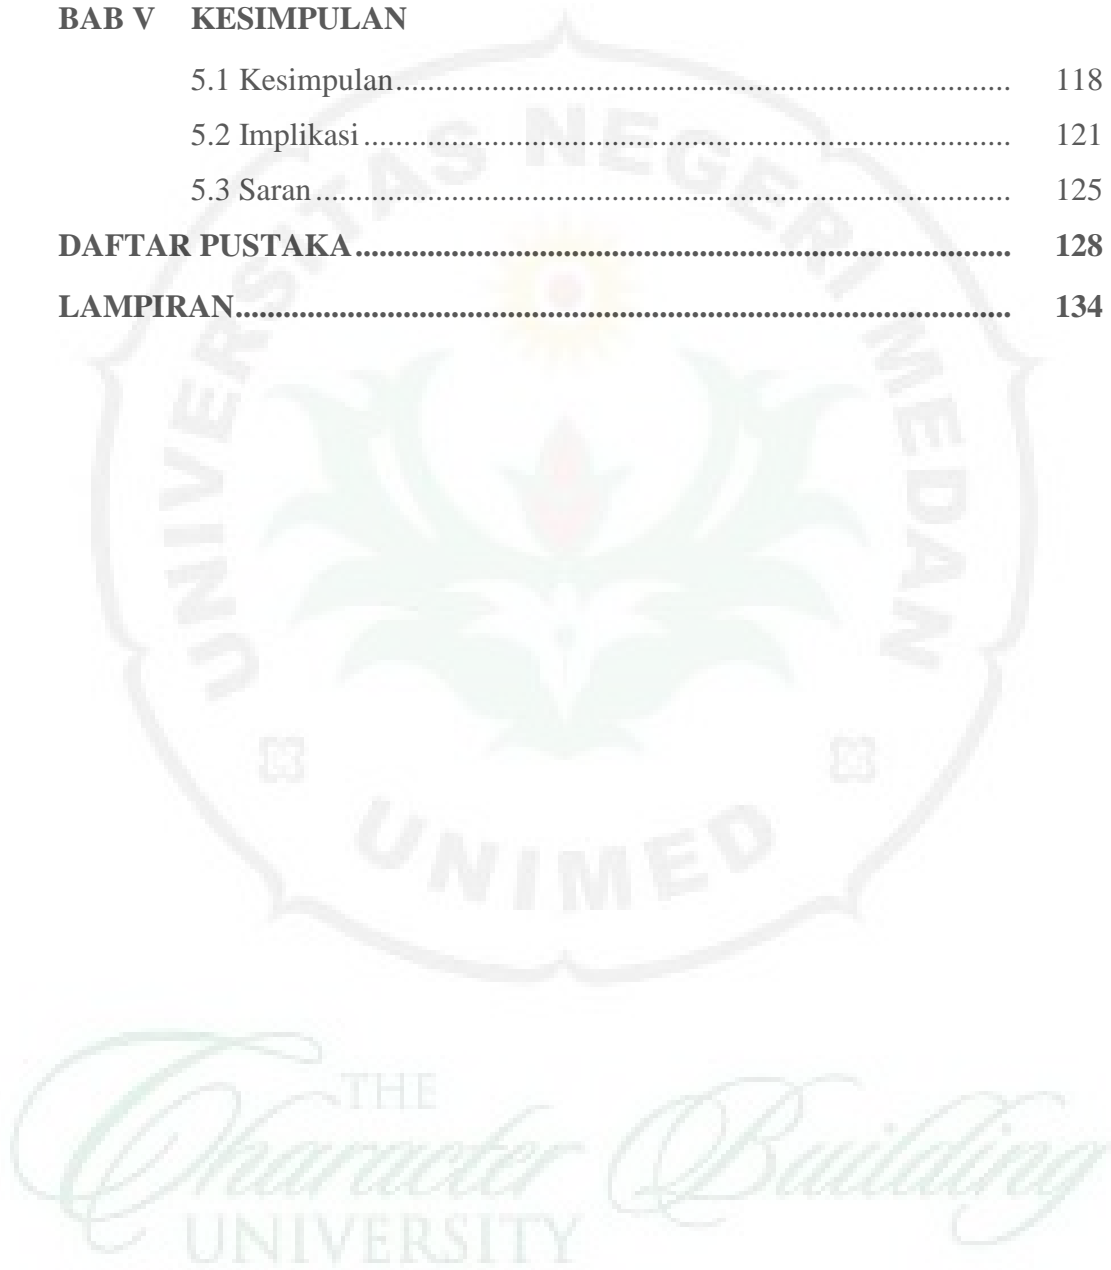 BAB V KESIMPULAN
5.1 Kesimpulan.............................................................................. 118
5.2 Implikasi .................................................................................. 121
5.3 Saran ........................................................................................ 125
DAFTAR PUSTAKA................................................................................... 128
LAMPIRAN.................................................................................................. 134
UNIVERSITAS NEGERI MEDAN
UNIMED
THE
Character Building
UNIVERSITY